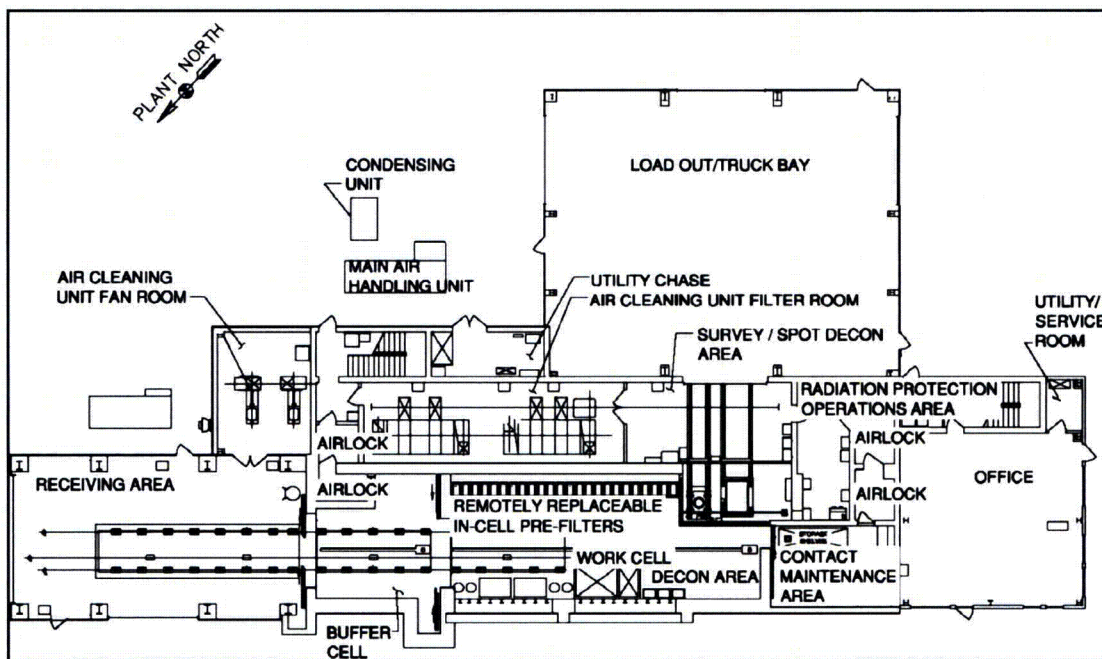 PLANT NORTH
LOAD OUT/TRUCK BAY
CONDENSING
UNIT
MAIN AIR
HANDLING UNIT
AIR CLEANING
UNIT FAN ROOM
UTILITY CHASE
AIR CLEANING UNIT FILTER ROOM
SURVEY / SPOT DECON
AREA
UTILITY/
SERVICE
ROOM
RADIATION PROTECTION
OPERATIONS AREA
AIRLOCK
AIRLOCK
RECEIVING AREA
AIRLOCK
AIRLOCK
OFFICE
REMOTELY REPLACEABLE
IN-CELL PRE-FILTERS
STORAGE
SHELVES
WORK CELL
DECON AREA
CONTACT
MAINTENANCE
AREA
BUFFER
CELL